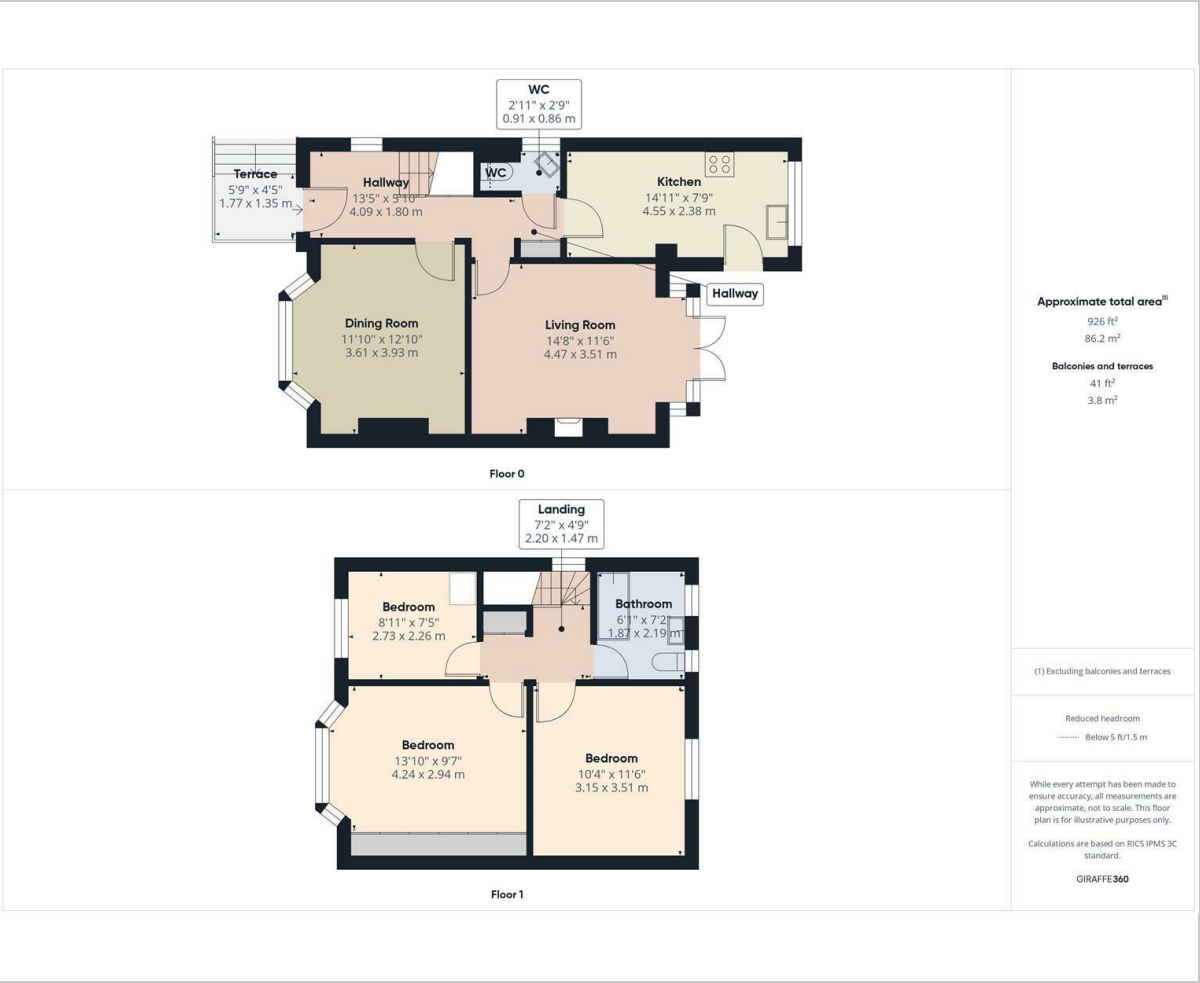 WC
2'11" x 2'9"
0.91 x 0.86 m
Terrace
5'9" x 4'5"
1.77 x 1.35 m
Hallway
13'5" x 5'10"
4.09 x 1.80 m
WC
Kitchen
14'11" x 7'9"
4.55 x 2.38 m
Hallway
Dining Room
11'10" x 12'10"
3.61 x 3.93 m
Living Room
14'8" x 11'6"
4.47 x 3.51 m
Floor 0
Landing
7'2" x 4'9"
2.20 x 1.47 m
Bedroom
8'11" x 7'5"
2.73 x 2.26 m
Bathroom
6'1" x 7'2"
1.87 x 2.19 m
Bedroom
13'10" x 9'7"
4.24 x 2.94 m
Bedroom
10'4" x 11'6"
3.15 x 3.51 m
Floor 1
Approximate total area(1)
926 ft²
86.2 m²
Balconies and terraces
41 ft²
3.8 m²
(1) Excluding balconies and terraces
Reduced headroom
Below 5 ft/1.5 m
While every attempt has been made to
ensure accuracy, all measurements are
approximate, not to scale. This floor
plan is for illustrative purposes only.
Calculations are based on RICS IPMS 3C
standard.
GIRAFFE360